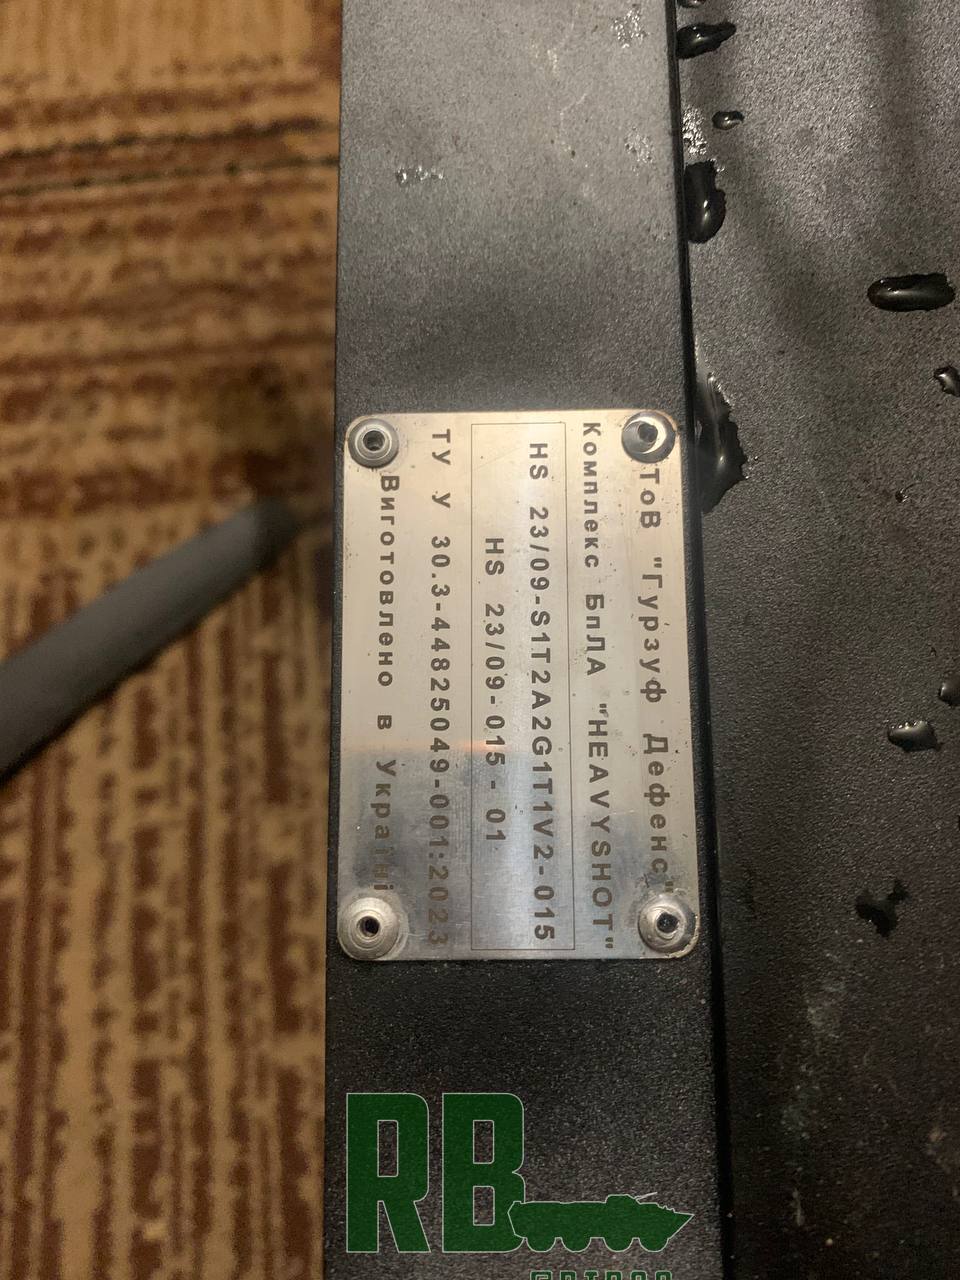 ТоВ "Гурзуф Дефенс"
Комплекс БпЛА "HEAVYSHOT"
HS 23/09-S1T2A2G1T1V2-015
HS 23/09-015 - 01
ТУ У 30.3-44825049-001:2023
Виготовлено в Україні
RB